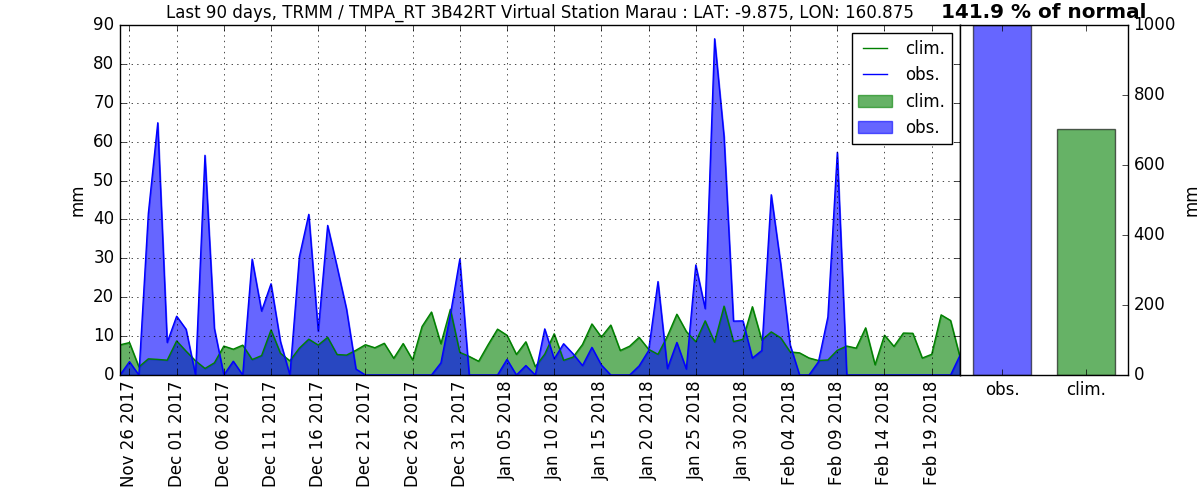 Last 90 days, TRMM / TMPA_RT 3B42RT Virtual Station Marau : LAT: -9.875, LON: 160.875
141.9 % of normal
90
80
70
60
50
40
30
20
10
0
mm
clim.
obs.
clim.
obs.
1000
800
600
400
200
0
mm
obs.
clim.
Nov 26 2017
Dec 01 2017
Dec 06 2017
Dec 11 2017
Dec 16 2017
Dec 21 2017
Dec 26 2017
Dec 31 2017
Jan 05 2018
Jan 10 2018
Jan 15 2018
Jan 20 2018
Jan 25 2018
Jan 30 2018
Feb 04 2018
Feb 09 2018
Feb 14 2018
Feb 19 2018